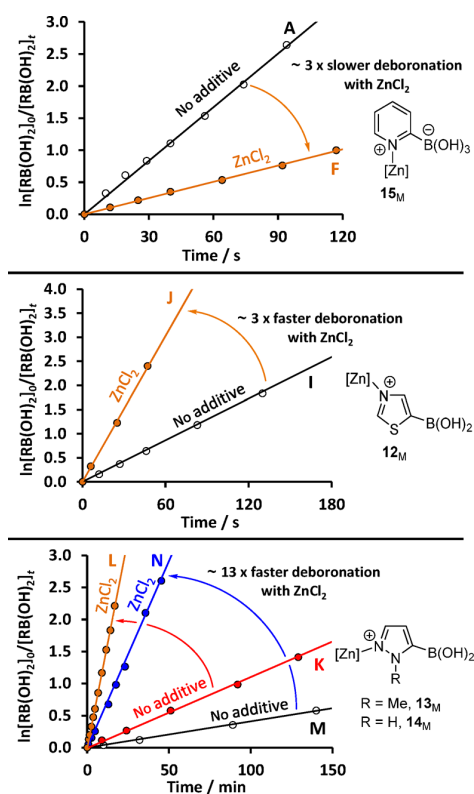 ln[RB(OH)₂]₀/[RB(OH)₂]ₜ
3.0
2.5
2.0
1.5
1.0
0.5
0.0
A
No additive
~ 3 x slower deboronation
with ZnCl₂
ZnCl₂
F
0 30 60 90 120
Time / s
N
⊕
[Zn]
⊖
B(OH)₃
15M
ln[RB(OH)₂]₀/[RB(OH)₂]ₜ
4.0
3.5
3.0
2.5
2.0
1.5
1.0
0.5
0.0
J
~ 3 x faster deboronation
with ZnCl₂
ZnCl₂
No additive
I
0 60 120 180
Time / s
[Zn]
⊕
N
S
B(OH)₂
12M
ln[RB(OH)₂]₀/[RB(OH)₂]ₜ
3.0
2.5
2.0
1.5
1.0
0.5
0.0
L
N
~ 13 x faster deboronation
with ZnCl₂
ZnCl₂
ZnCl₂
K
No additive
No additive
M
0 50 100 150
Time / min
[Zn]
⊕
N
N
R
B(OH)₂
R = Me, 13M
R = H, 14M